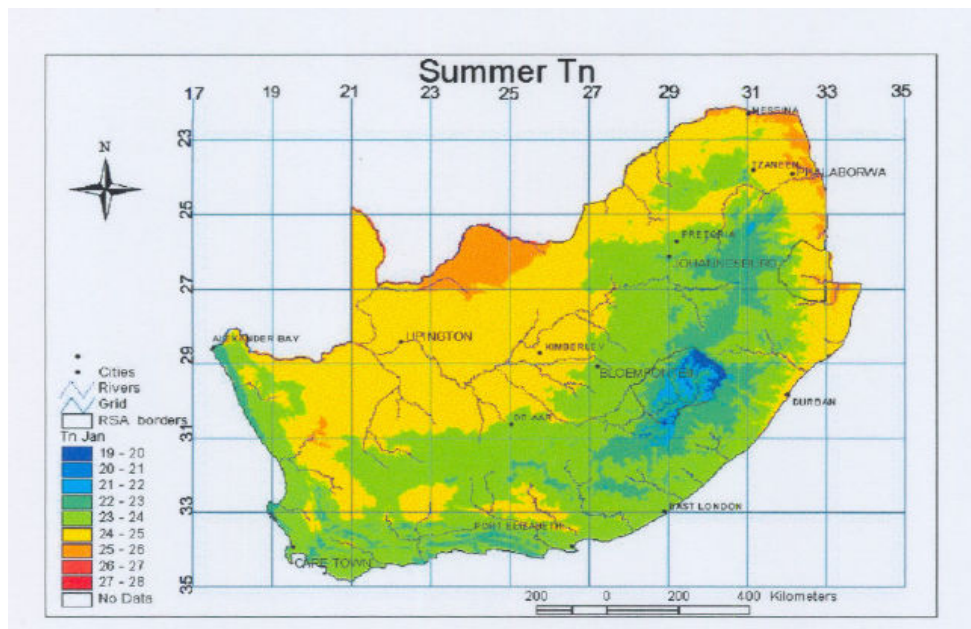 Summer Tn
17 19 21 23 25 27 29 31 33 35
MESSINA
23
N
TZANEEN
PHALABORWA
25
PRETORIA
JOHANNESBURG
27
ALEXANDER BAY
UPINGTON
KIMBERLEY
29
BLOEMFONTEIN
Cities
Rivers
DURBAN
Grid
DE AAR
RSA borders
31
Tn Jan
19 - 20
20 - 21
21 - 22
22 - 23
23 - 24
33
EAST LONDON
PORT ELIZABETH
24 - 25
25 - 26
CAPE TOWN
26 - 27
27 - 28
35
No Data
200 0 200 400 Kilometers